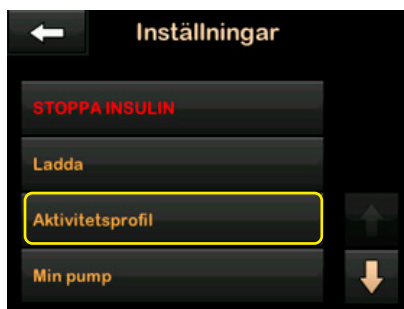 Inställningar
STOPPA INSULIN
Ladda
Aktivitetsprofil
Min pump